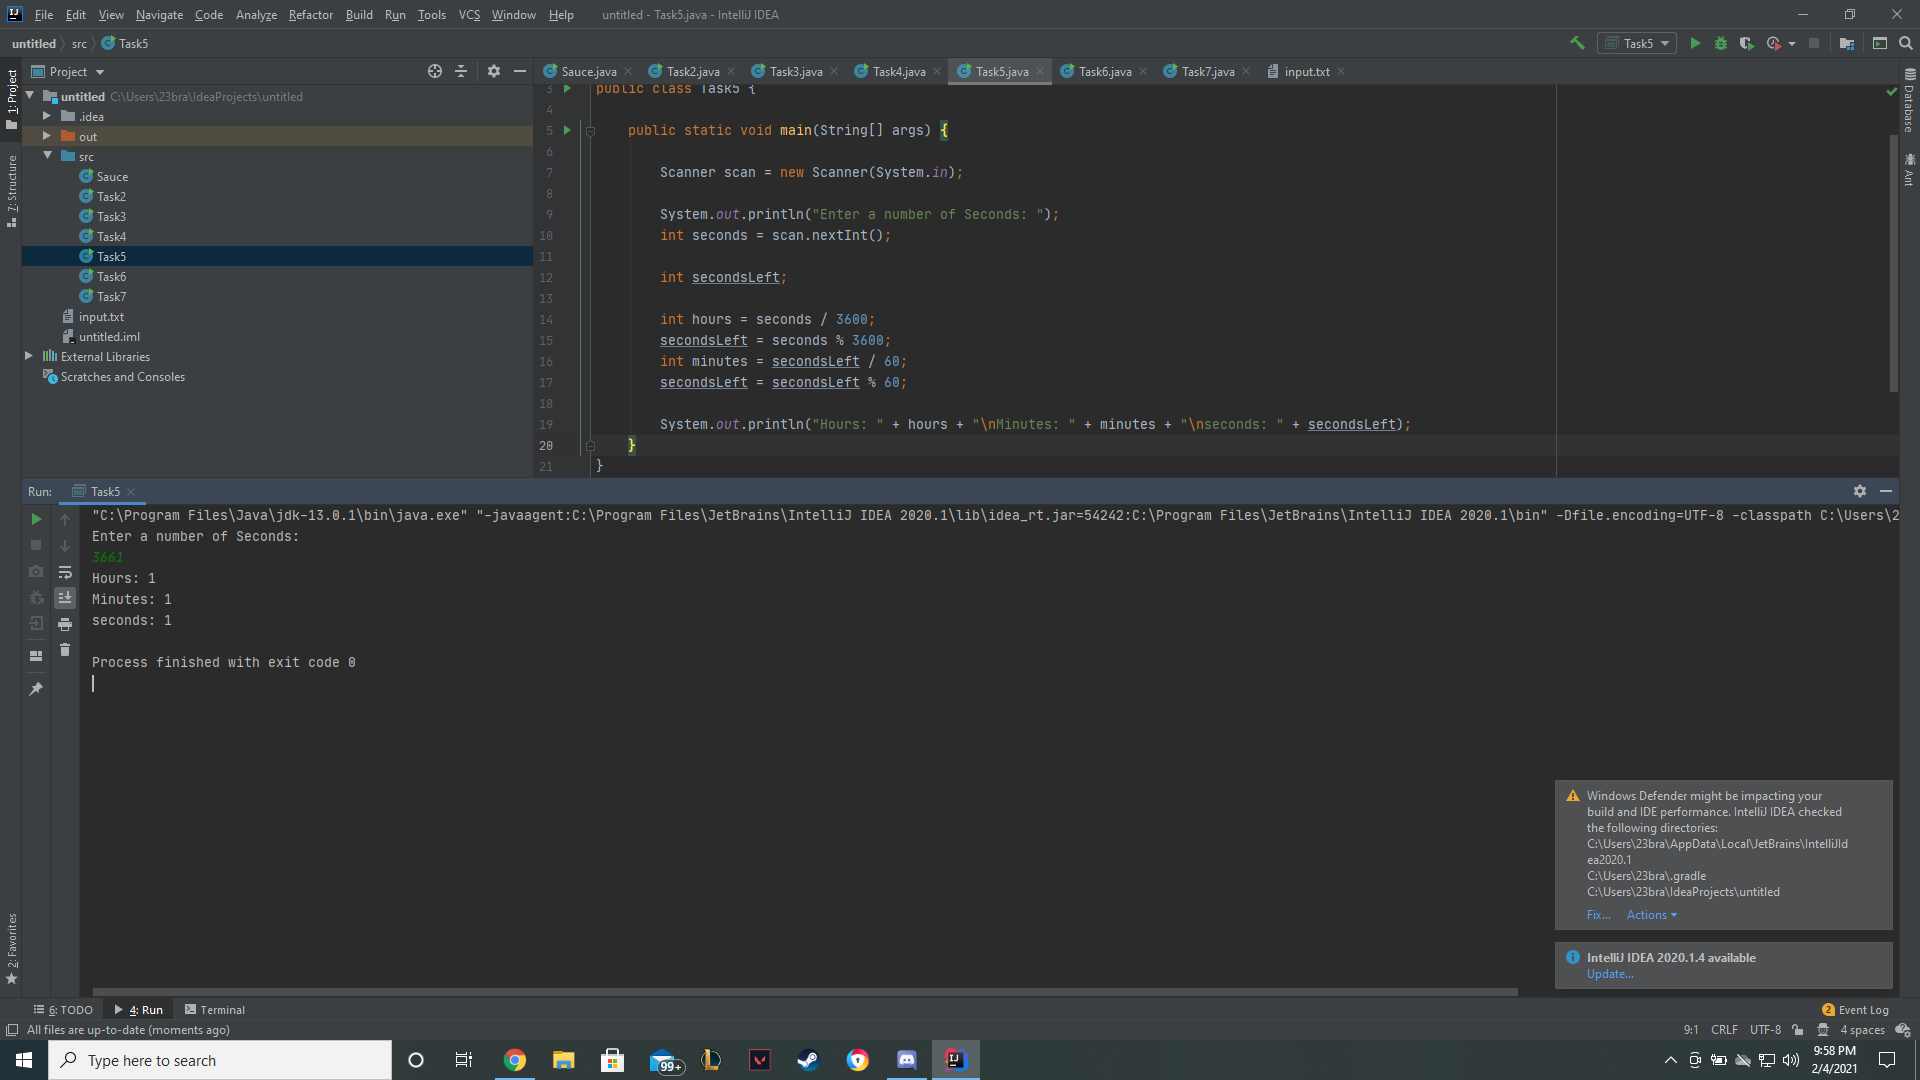 File Edit View Navigate Code Analyze Refactor Build Run Tools VCS Window Help untitled - Task5.java - IntelliJ IDEA
untitled src Task5
Task5
1: Project
Project
Sauce.java Task2.java Task3.java Task4.java Task5.java Task6.java Task7.java input.txt
untitled C:\Users\23bra\IdeaProjects\untitled
.idea
out
src
Sauce
Task2
Task3
Task4
Task5
Task6
Task7
input.txt
untitled.iml
External Libraries
Scratches and Consoles
7: Structure
2: Favorites
Database
Ant
3 public class Task5 {
4
5 public static void main(String[] args) {
6
7 Scanner scan = new Scanner(System.in);
8
9 System.out.println("Enter a number of Seconds: ");
10 int seconds = scan.nextInt();
11
12 int secondsLeft;
13
14 int hours = seconds / 3600;
15 secondsLeft = seconds % 3600;
16 int minutes = secondsLeft / 60;
17 secondsLeft = secondsLeft % 60;
18
19 System.out.println("Hours: " + hours + "\nMinutes: " + minutes + "\nseconds: " + secondsLeft);
20 }
21 }
Run: Task5
"C:\Program Files\Java\jdk-13.0.1\bin\java.exe" "-javaagent:C:\Program Files\JetBrains\IntelliJ IDEA 2020.1\lib\idea_rt.jar=54242:C:\Program Files\JetBrains\IntelliJ IDEA 2020.1\bin" -Dfile.encoding=UTF-8 -classpath C:\Users\2
Enter a number of Seconds:
3661
Hours: 1
Minutes: 1
seconds: 1
Process finished with exit code 0
Windows Defender might be impacting your
build and IDE performance. IntelliJ IDEA checked
the following directories:
C:\Users\23bra\AppData\Local\JetBrains\IntelliJId
ea2020.1
C:\Users\23bra\.gradle
C:\Users\23bra\IdeaProjects\untitled
Fix... Actions
IntelliJ IDEA 2020.1.4 available
Update...
6: TODO 4: Run Terminal
2 Event Log
All files are up-to-date (moments ago)
9:1 CRLF UTF-8 4 spaces
Type here to search
99+
9:58 PM
2/4/2021